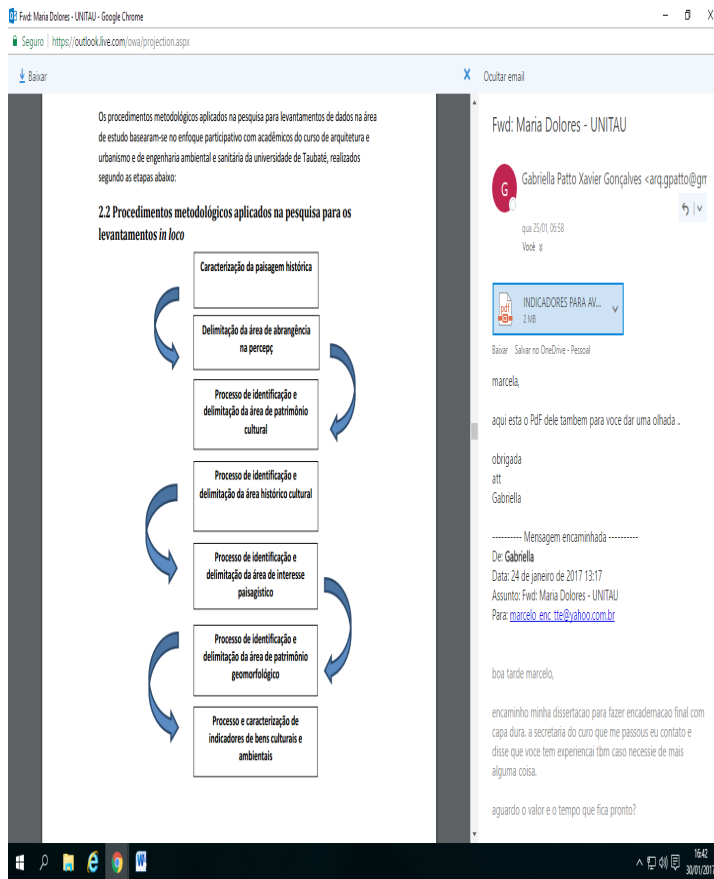 Fwd: Maria Dolores - UNITAU - Google Chrome
Seguro | https://outlook.live.com/owa/projection.aspx
Baixar
X Ocultar email
Os procedimentos metodológicos aplicados na pesquisa para levantamentos de dados na área
de estudo basearam-se no enfoque participativo com acadêmicos do curso de arquitetura e
urbanismo e de engenharia ambiental e sanitária da universidade de Taubaté, realizados
segundo as etapas abaixo:
2.2 Procedimentos metodológicos aplicados na pesquisa para os
levantamentos in loco
Caracterização da paisagem histórica
Delimitação da área de abrangência
na percepç
Processo de identificação e
delimitação da área de patrimônio
cultural
Processo de identificação e
delimitação da área histórico cultural
Processo de identificação e
delimitação da área de interesse
paisagístico
Processo de identificação e
delimitação da área de patrimônio
geomorfológico
Processo e caracterização de
indicadores de bens culturais e
ambientais
Fwd: Maria Dolores - UNITAU
G
Gabriella Patto Xavier Gonçalves <arq.gpatto@gm
qua 25/01, 06:58
Você
pdf
INDICADORES PARA AV...
2 MB
Baixar Salvar no OneDrive - Pessoal
marcela,
aqui esta o PdF dele tambem para voce dar uma olhada ..
obrigada
att
Gabriella
---------- Mensagem encaminhada ----------
De: Gabriella
Data: 24 de janeiro de 2017 13:17
Assunto: Fwd: Maria Dolores - UNITAU
Para: marcelo_enc_tte@yahoo.com.br
boa tarde marcelo,
encaminho minha dissertacao para fazer encadernacao final com
capa dura. a secretaria do curo que me passous eu contato e
disse que voce tem experiencai tbm caso necessie de mais
alguma coisa.
aguardo o valor e o tempo que fica pronto?
16:42
30/01/2017